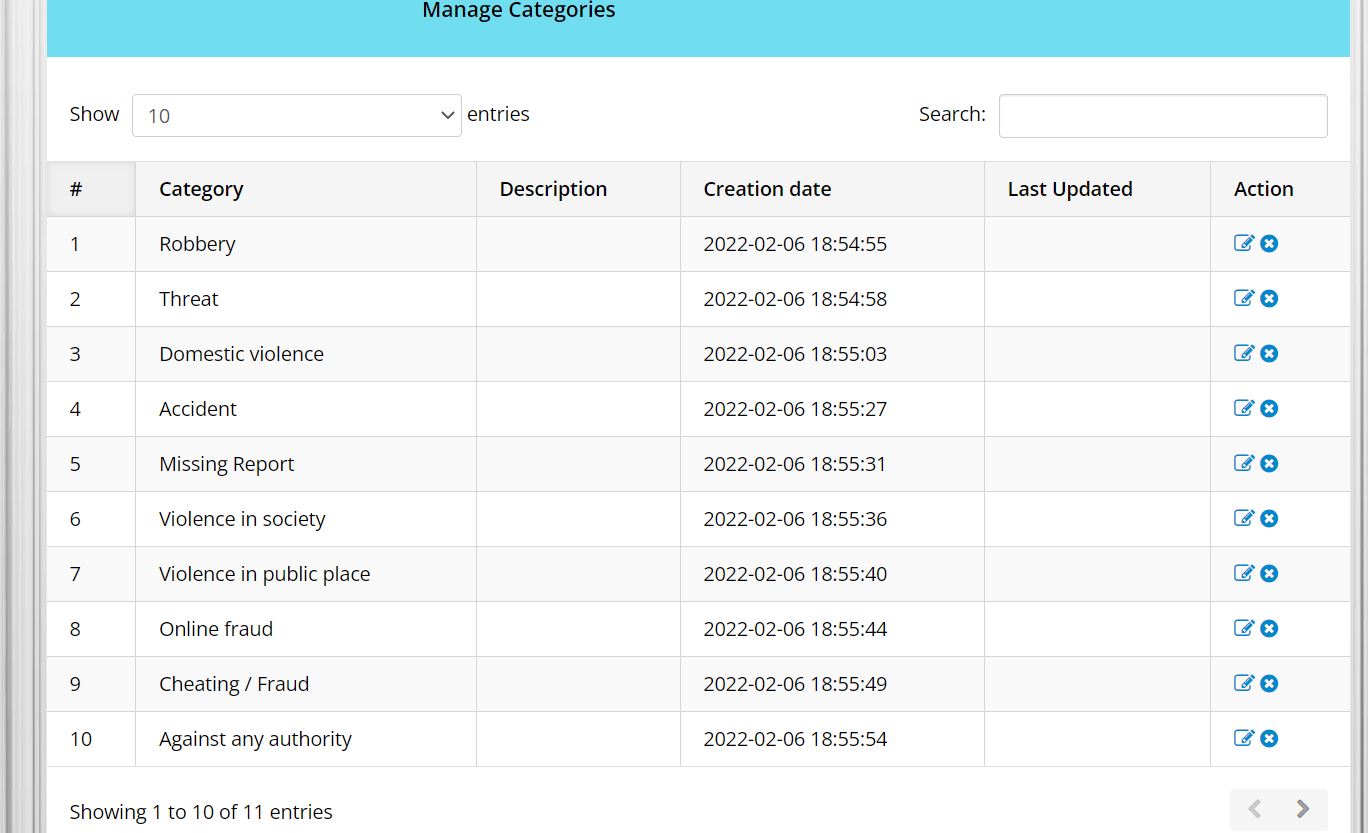 Manage Categories
Show 10 entries Search:
# Category Description Creation date Last Updated Action
1 Robbery 2022-02-06 18:54:55
2 Threat 2022-02-06 18:54:58
3 Domestic violence 2022-02-06 18:55:03
4 Accident 2022-02-06 18:55:27
5 Missing Report 2022-02-06 18:55:31
6 Violence in society 2022-02-06 18:55:36
7 Violence in public place 2022-02-06 18:55:40
8 Online fraud 2022-02-06 18:55:44
9 Cheating / Fraud 2022-02-06 18:55:49
10 Against any authority 2022-02-06 18:55:54
Showing 1 to 10 of 11 entries